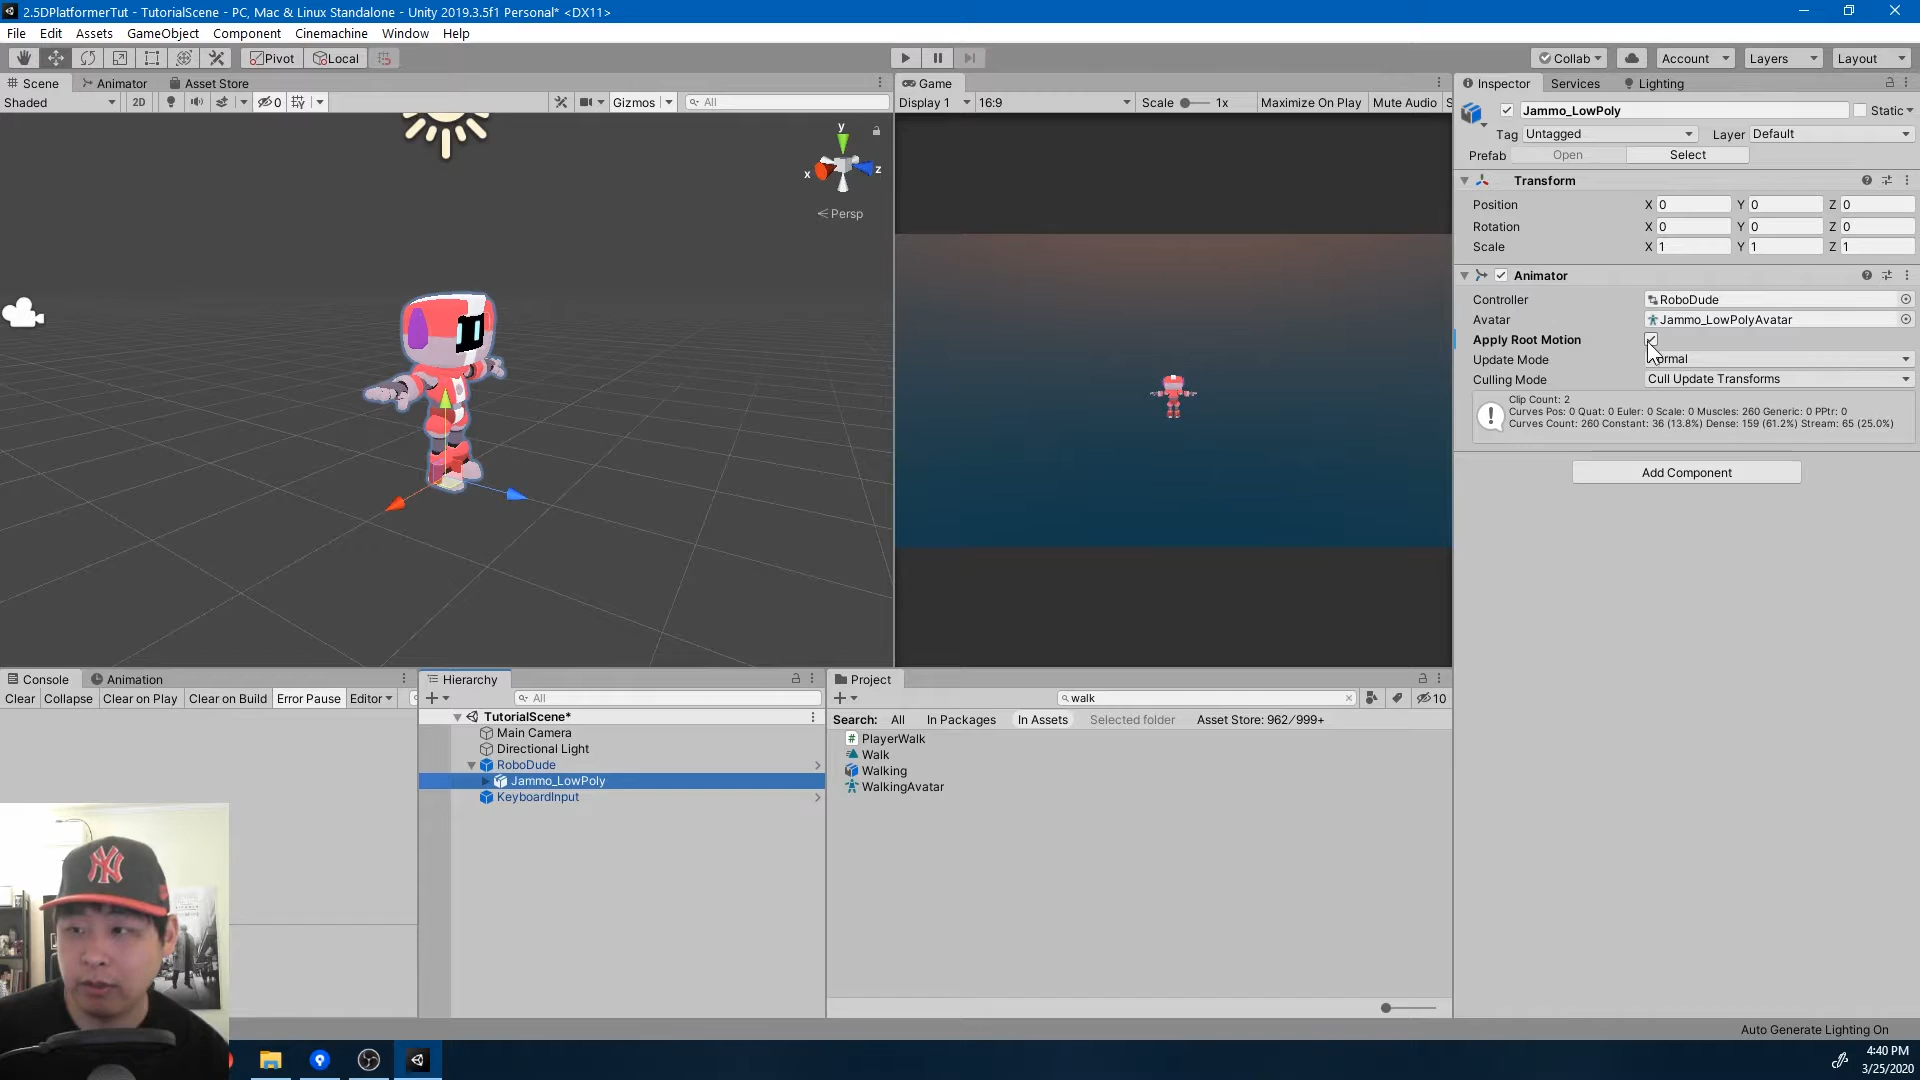 2.5DPlatformerTut - TutorialScene - PC, Mac & Linux Standalone - Unity 2019.3.5f1 Personal* <DX11>
File Edit Assets GameObject Component Cinemachine Window Help
Pivot Local Collab Account Layers Layout
Scene Animator Asset Store
Shaded 2D 0 Gizmos All
y
x z
Persp
Game
Display 1 16:9 Scale 1x Maximize On Play Mute Audio S
Inspector Services Lighting
Jammo_LowPoly Static
Tag Untagged Layer Default
Prefab Open Select
Transform
Position X 0 Y 0 Z 0
Rotation X 0 Y 0 Z 0
Scale X 1 Y 1 Z 1
Animator
Controller RoboDude
Avatar Jammo_LowPolyAvatar
Apply Root Motion
Update Mode ormal
Culling Mode Cull Update Transforms
Clip Count: 2
Curves Pos: 0 Quat: 0 Euler: 0 Scale: 0 Muscles: 260 Generic: 0 PPtr: 0
Curves Count: 260 Constant: 36 (13.8%) Dense: 159 (61.2%) Stream: 65 (25.0%)
Add Component
Console Animation
Clear Collapse Clear on Play Clear on Build Error Pause Editor
Hierarchy
All
TutorialScene*
Main Camera
Directional Light
RoboDude
Jammo_LowPoly
KeyboardInput
Project
walk 10
Search: All In Packages In Assets Selected folder Asset Store: 962/999+
PlayerWalk
Walk
Walking
WalkingAvatar
NY
Auto Generate Lighting On
4:40 PM
3/25/2020